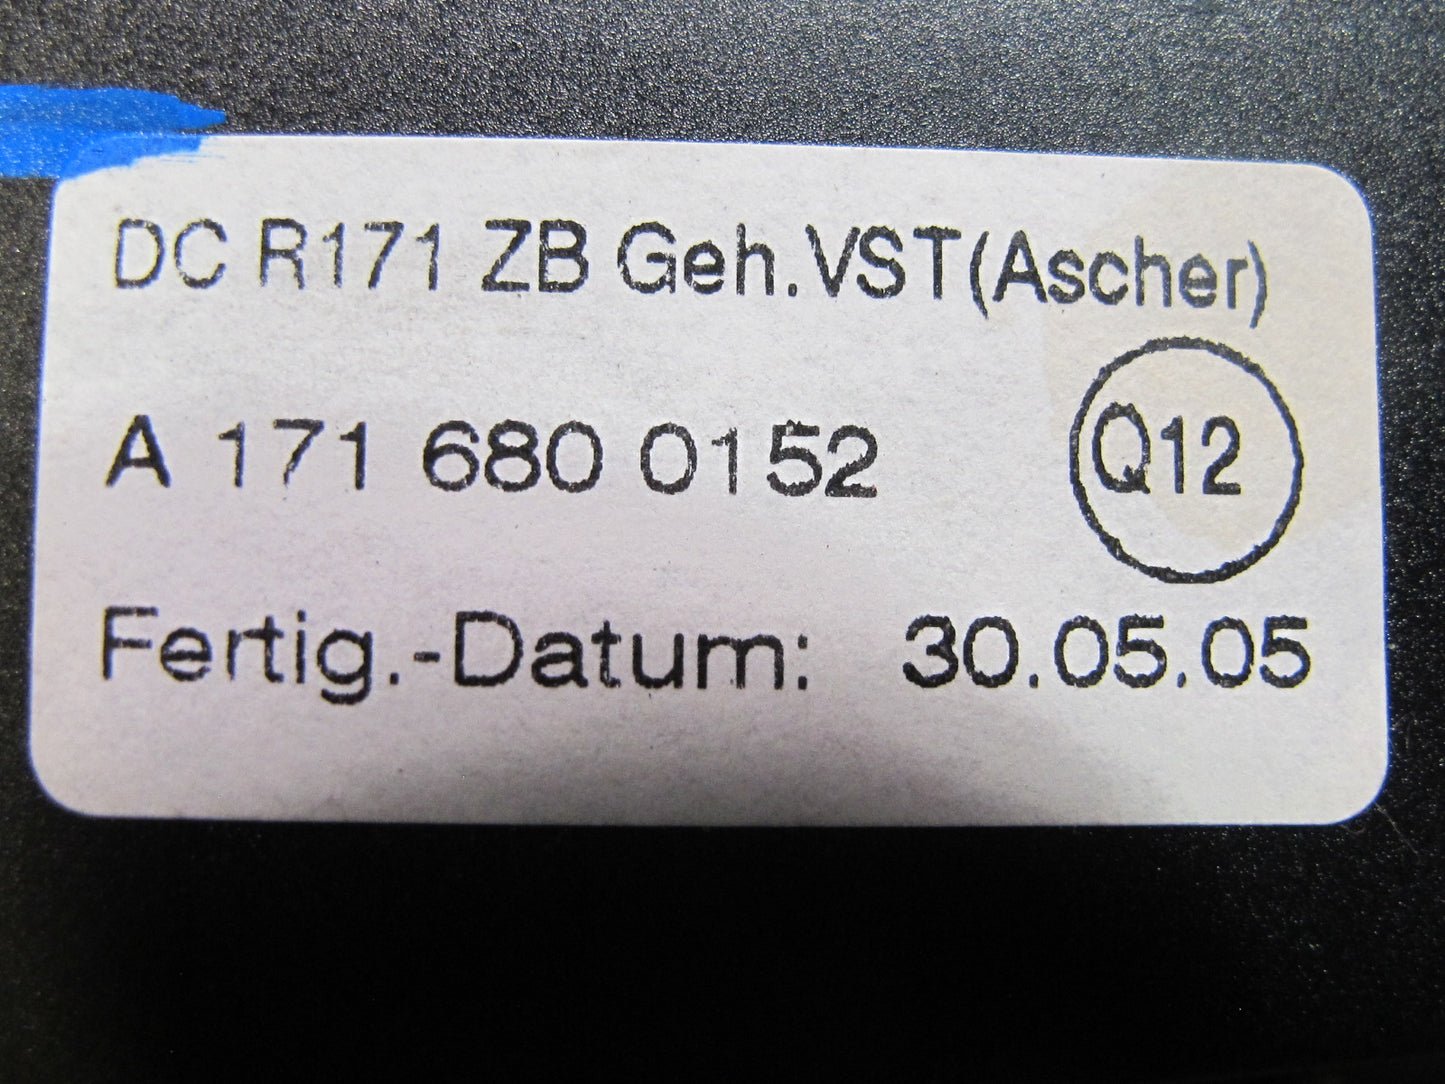 DC R171 ZB Geh.VST(Ascher)
A 171 680 0152
Q12
Fertig.-Datum: 30.05.05